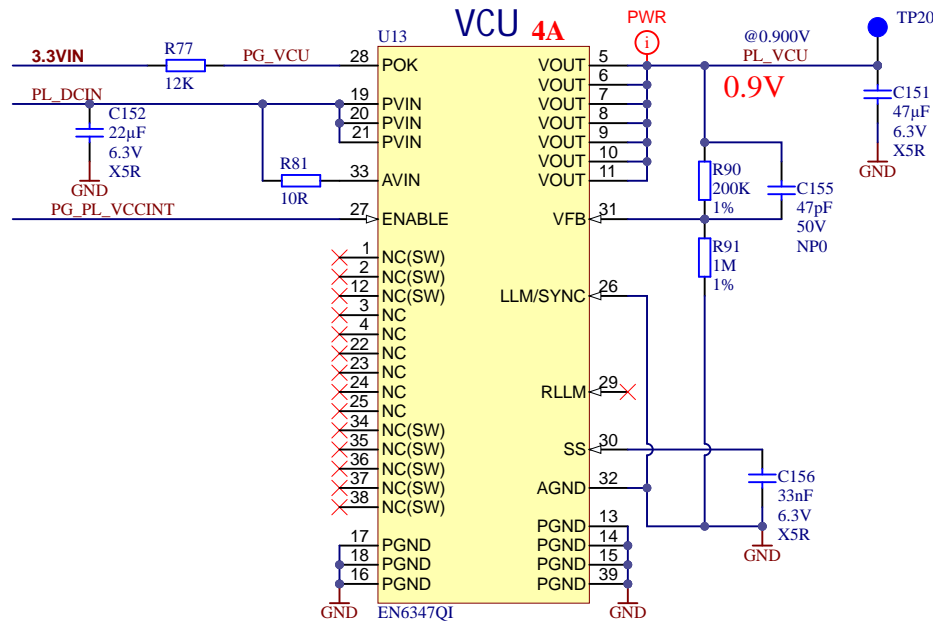 VCU 4A
U13
PWR
i
TP20
@0.900V
PL_VCU
0.9V
3.3VIN
R77
12K
PG_VCU
28 POK
VOUT 5
PL_DCIN
19 PVIN
VOUT 6
20 PVIN
VOUT 7
21 PVIN
VOUT 8
VOUT 9
VOUT 10
33 AVIN
VOUT 11
C152
22µF
6.3V
X5R
GND
R81
10R
C151
47µF
6.3V
X5R
GND
R90
200K
1%
C155
47pF
50V
NP0
PG_PL_VCCINT
27 ENABLE
VFB 31
R91
1M
1%
1 NC(SW)
2 NC(SW)
12 NC(SW)
LLM/SYNC 26
3 NC
4 NC
22 NC
23 NC
24 NC
RLLM 29
25 NC
34 NC(SW)
35 NC(SW)
SS 30
36 NC(SW)
37 NC(SW)
AGND 32
38 NC(SW)
C156
33nF
6.3V
X5R
GND
PGND 13
17 PGND
PGND 14
18 PGND
PGND 15
16 PGND
PGND 39
GND
GND
EN6347QI